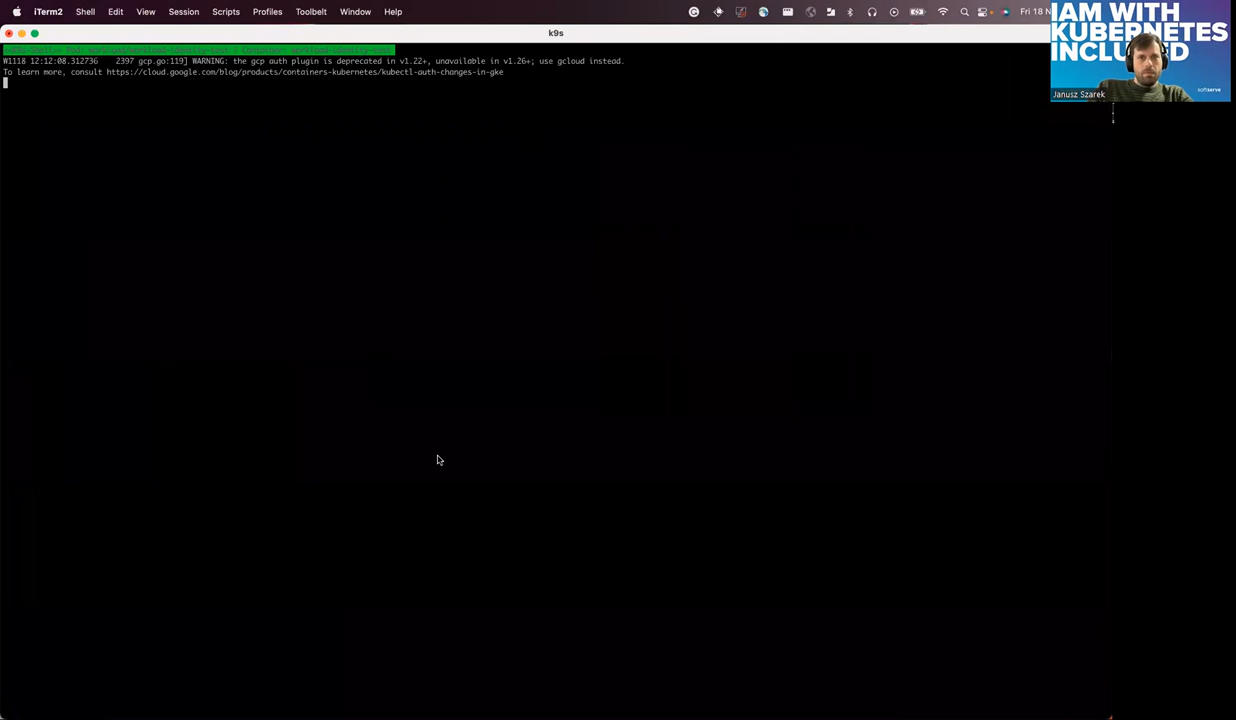 iTerm2 Shell Edit View Session Scripts Profiles Toolbelt Window Help Fri 18 N
k9s
W1118 12:12:08.312736 2397 gcp.go:119] WARNING: the gcp auth plugin is deprecated in v1.22+, unavailable in v1.26+; use gcloud instead.
To learn more, consult https://cloud.google.com/blog/products/containers-kubernetes/kubectl-auth-changes-in-gke
IAM WITH
KUBERNETES
INCLUDED
softserve
Janusz Szarek